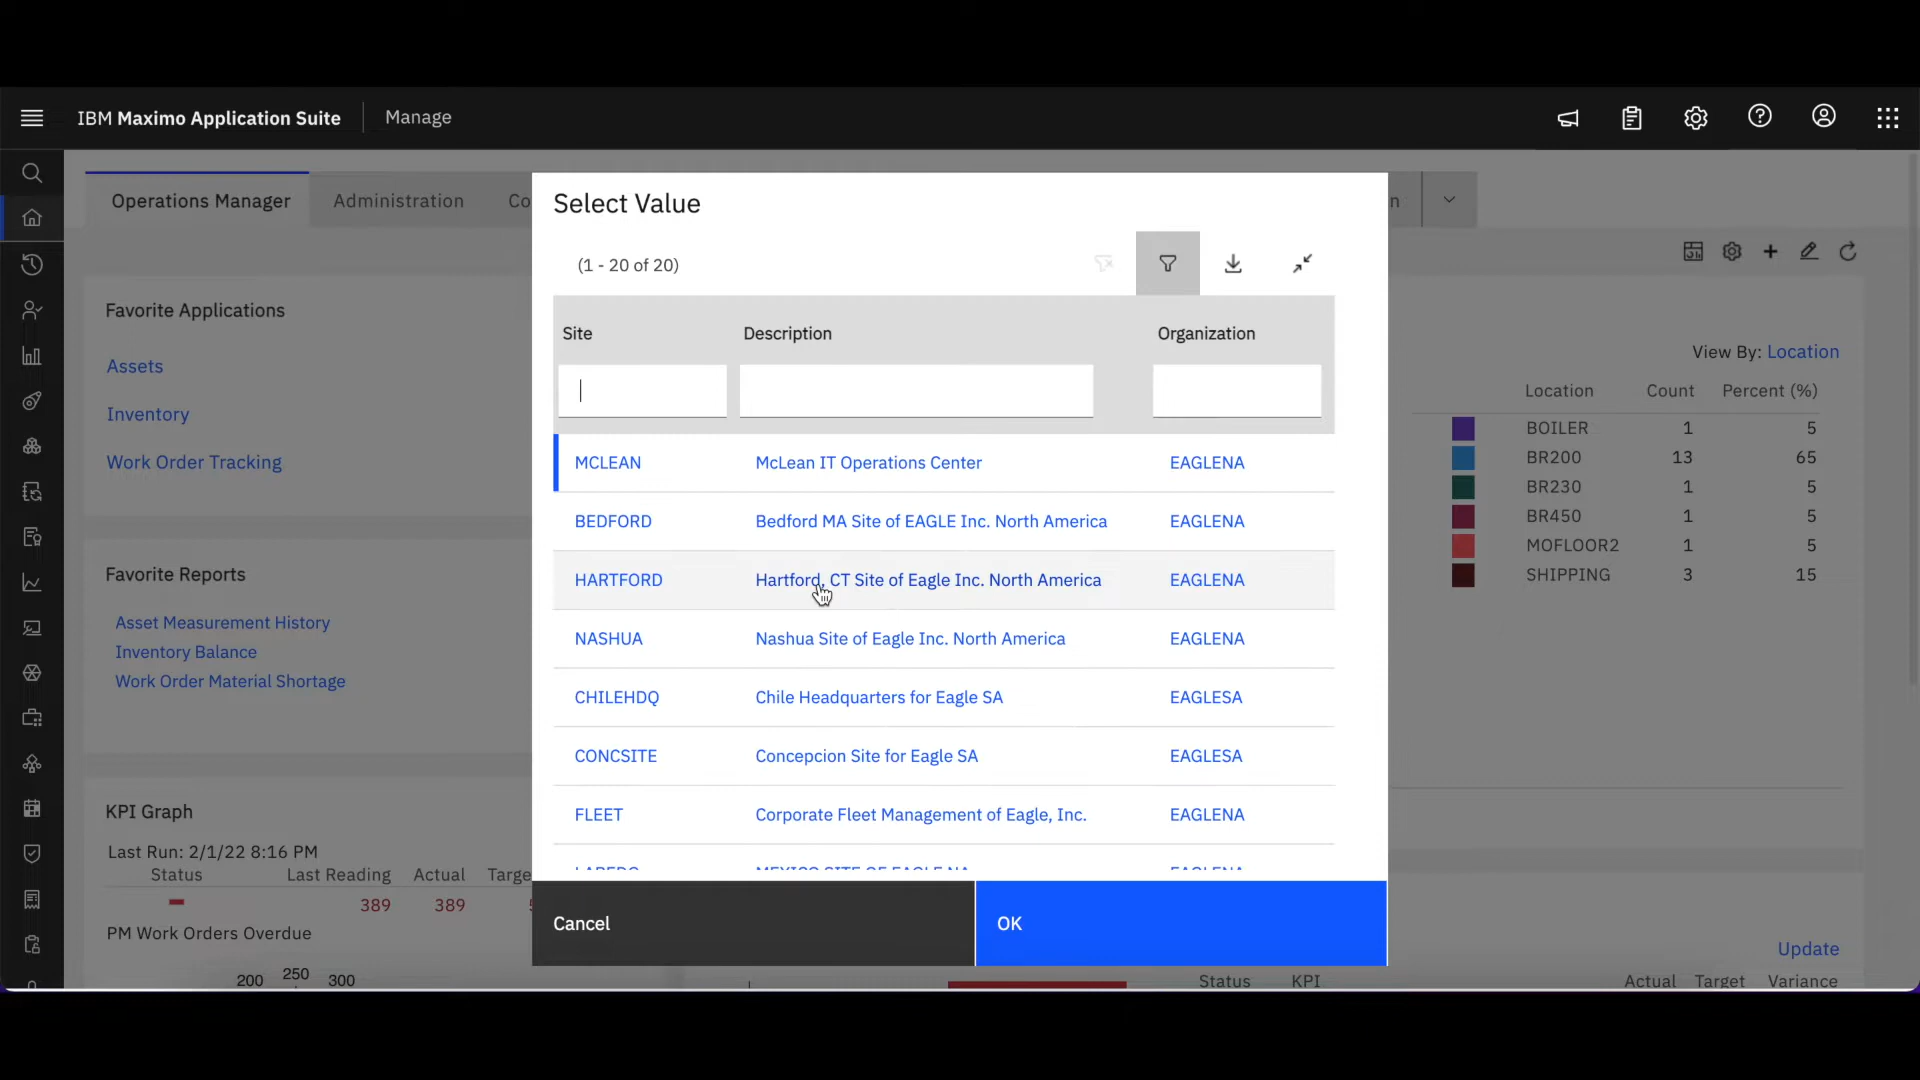 IBM Maximo Application Suite
Manage
Operations Manager
Administration
Co
n
Select Value
(1 - 20 of 20)
Site Description Organization
MCLEAN McLean IT Operations Center EAGLENA
BEDFORD Bedford MA Site of EAGLE Inc. North America EAGLENA
HARTFORD Hartford, CT Site of Eagle Inc. North America EAGLENA
NASHUA Nashua Site of Eagle Inc. North America EAGLENA
CHILEHDQ Chile Headquarters for Eagle SA EAGLESA
CONCSITE Concepcion Site for Eagle SA EAGLESA
FLEET Corporate Fleet Management of Eagle, Inc. EAGLENA
LAREDO MEXICO SITE OF EAGLE NA EAGLENA
Cancel
OK
Favorite Applications
Assets
Inventory
Work Order Tracking
Favorite Reports
Asset Measurement History
Inventory Balance
Work Order Material Shortage
KPI Graph
Last Run: 2/1/22 8:16 PM
Status Last Reading Actual Targe
389 389
PM Work Orders Overdue
200 250 300
View By: Location
Location Count Percent (%)
BOILER 1 5
BR200 13 65
BR230 1 5
BR450 1 5
MOFLOOR2 1 5
SHIPPING 3 15
Update
Status KPI Actual Target Variance